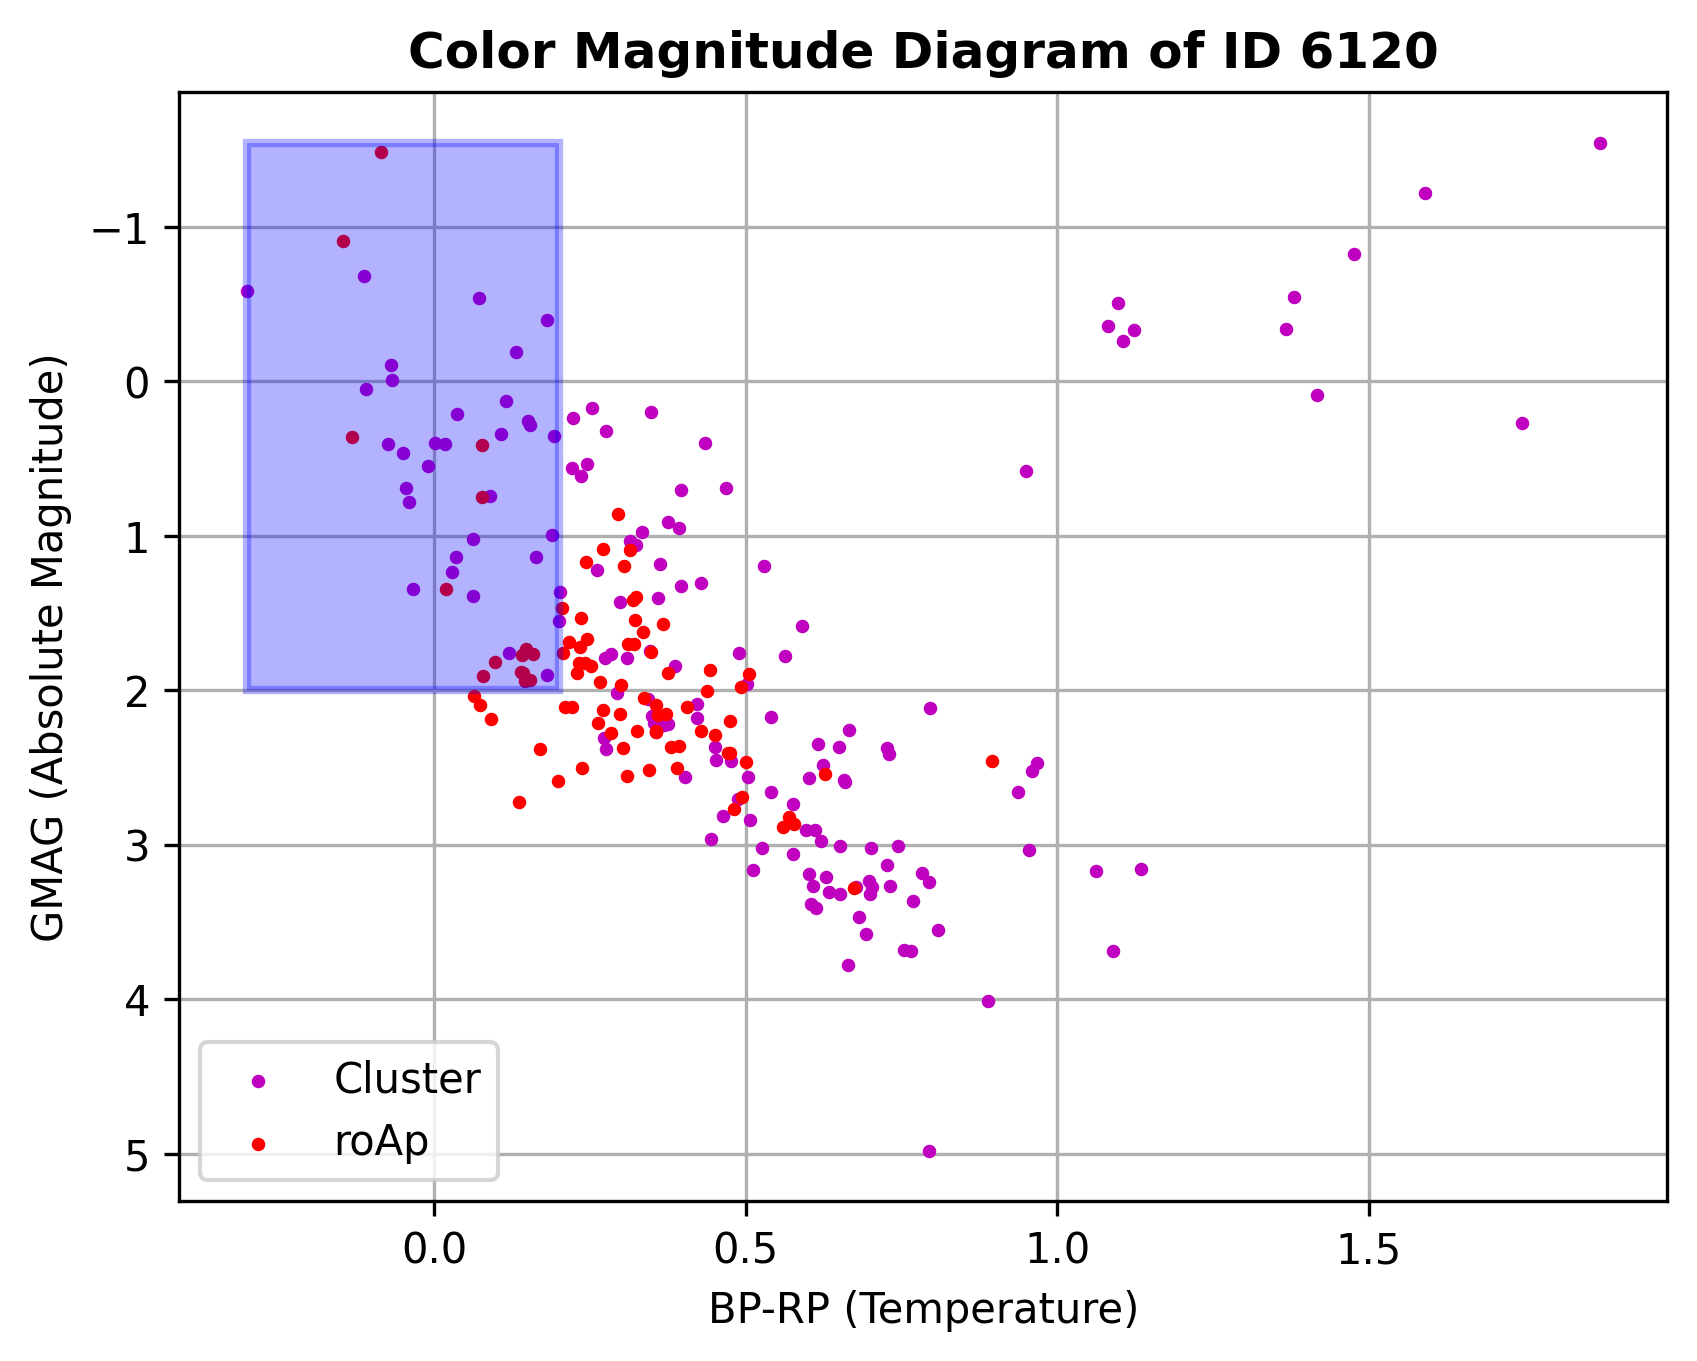 Color Magnitude Diagram of ID 6120
GMAG (Absolute Magnitude)
−1
0
1
2
3
4
5
Cluster
roAp
0.0 0.5 1.0 1.5
BP-RP (Temperature)